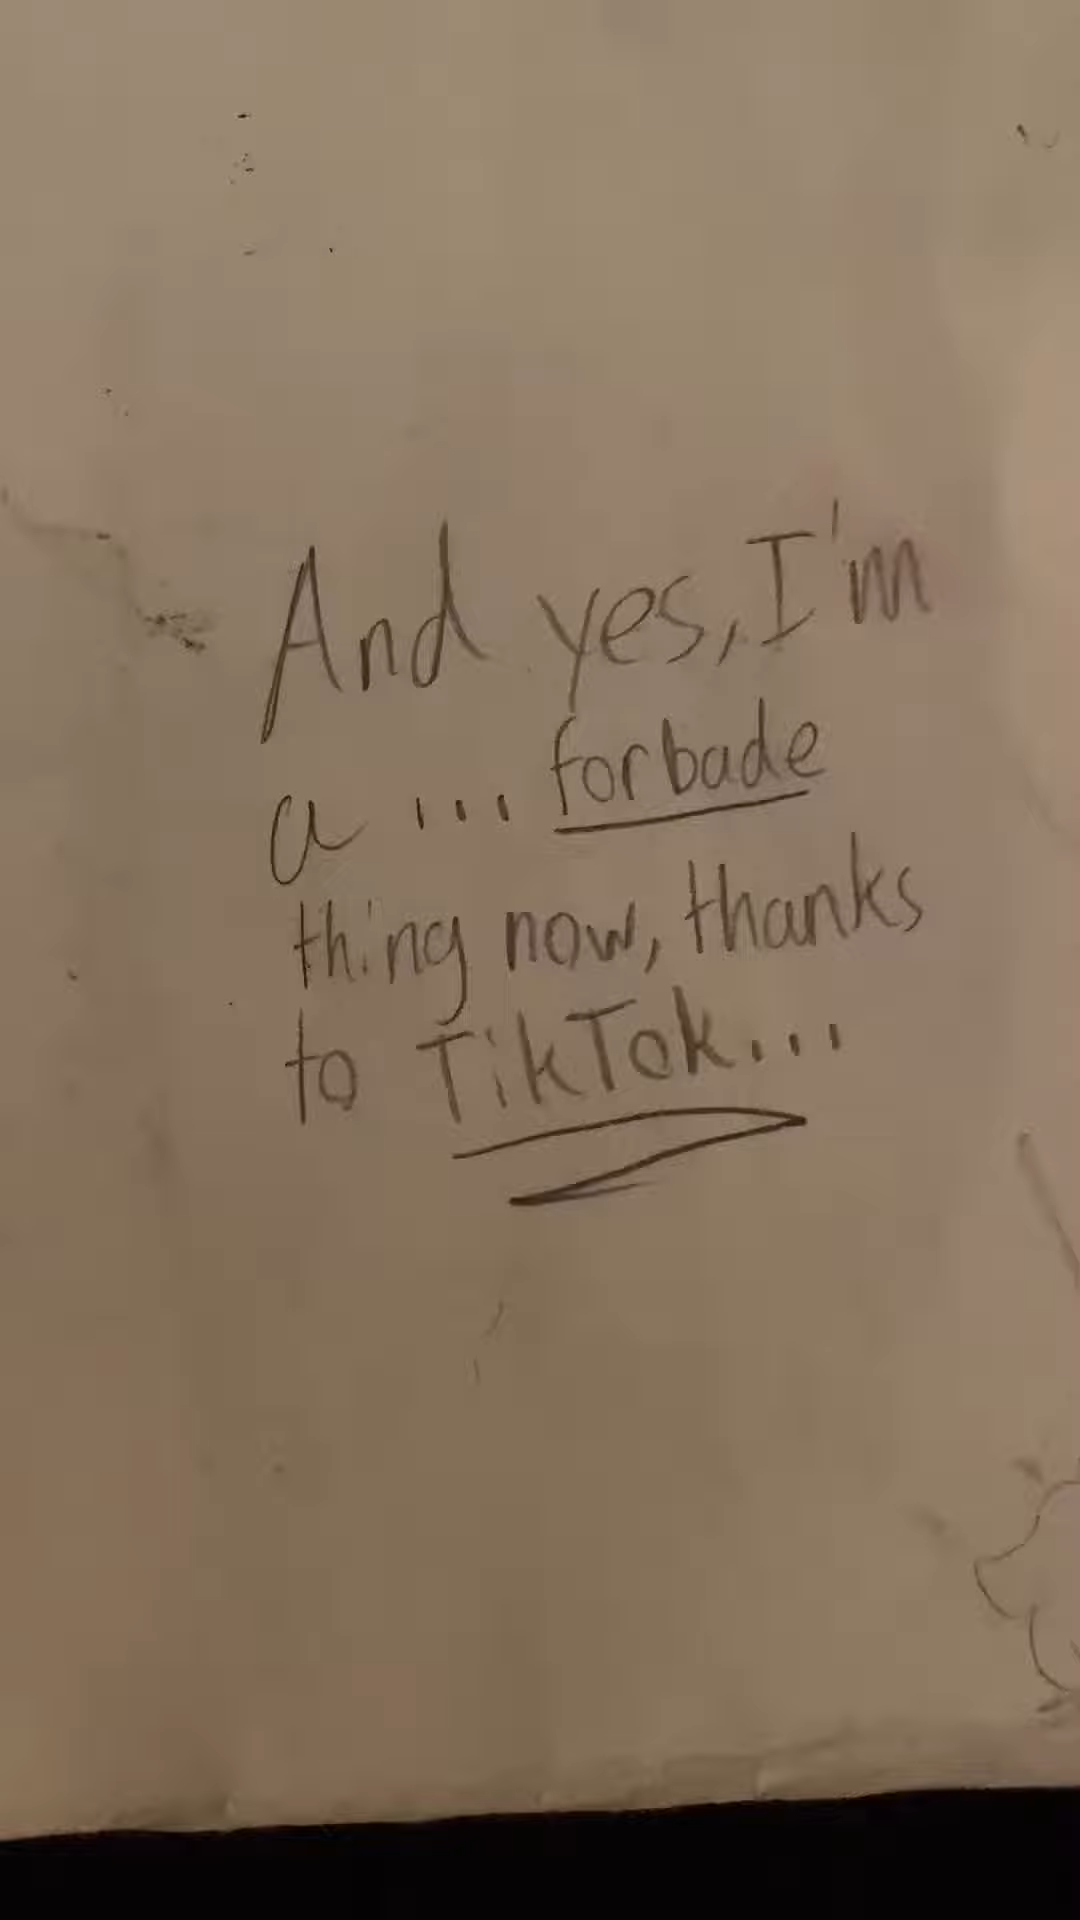 And yes, I'm
a ... forbade
thing now, thanks
to TikTok...